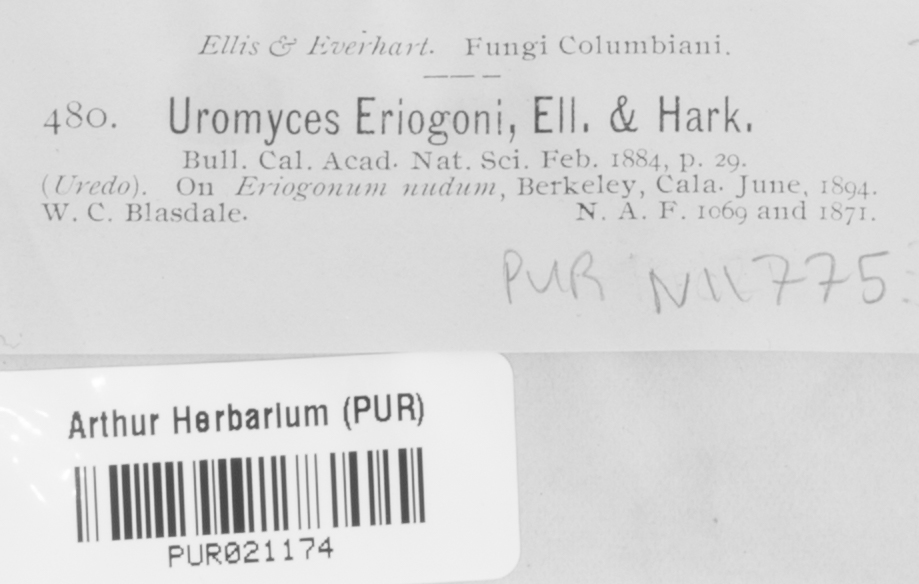 Ellis & Everhart. Fungi Columbiani.
480. Uromyces Eriogoni, Ell. & Hark.
Bull. Cal. Acad. Nat. Sci. Feb. 1884, p. 29.
(Uredo). On Eriogonum nudum, Berkeley, Cala. June, 1894.
W. C. Blasdale. N. A. F. 1069 and 1871.
PUR N11775
Arthur Herbarium (PUR)
PUR021174